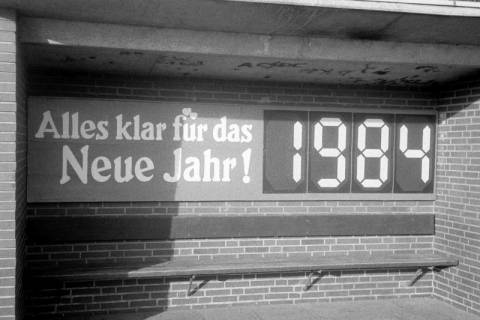 Alles klar für das
Neue Jahr!
1984